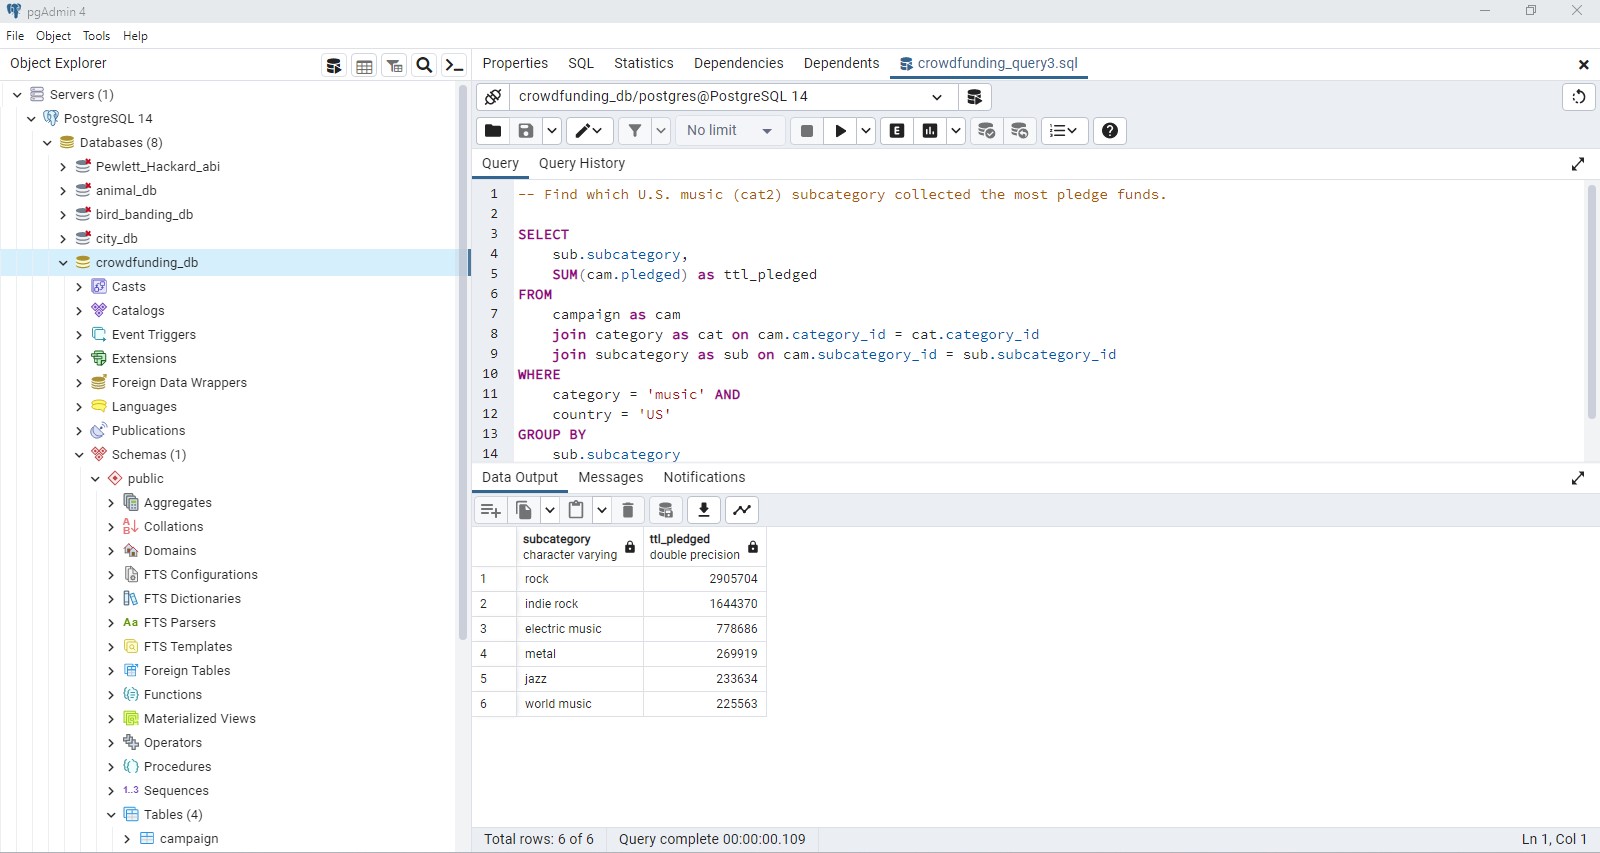 pgAdmin 4
File Object Tools Help
Object Explorer
Properties SQL Statistics Dependencies Dependents crowdfunding_query3.sql
Servers (1)
PostgreSQL 14
Databases (8)
Pewlett_Hackard_abi
animal_db
bird_banding_db
city_db
crowdfunding_db
Casts
Catalogs
Event Triggers
Extensions
Foreign Data Wrappers
Languages
Publications
Schemas (1)
public
Aggregates
Collations
Domains
FTS Configurations
FTS Dictionaries
Aa FTS Parsers
FTS Templates
Foreign Tables
Functions
Materialized Views
Operators
Procedures
1..3 Sequences
Tables (4)
campaign
crowdfunding_db/postgres@PostgreSQL 14
No limit
E
Query Query History
1 -- Find which U.S. music (cat2) subcategory collected the most pledge funds.
2
3 SELECT
4 sub.subcategory,
5 SUM(cam.pledged) as ttl_pledged
6 FROM
7 campaign as cam
8 join category as cat on cam.category_id = cat.category_id
9 join subcategory as sub on cam.subcategory_id = sub.subcategory_id
10 WHERE
11 category = 'music' AND
12 country = 'US'
13 GROUP BY
14 sub.subcategory
Data Output Messages Notifications
subcategory ttl_pledged
character varying double precision
1 rock 2905704
2 indie rock 1644370
3 electric music 778686
4 metal 269919
5 jazz 233634
6 world music 225563
Total rows: 6 of 6 Query complete 00:00:00.109 Ln 1, Col 1